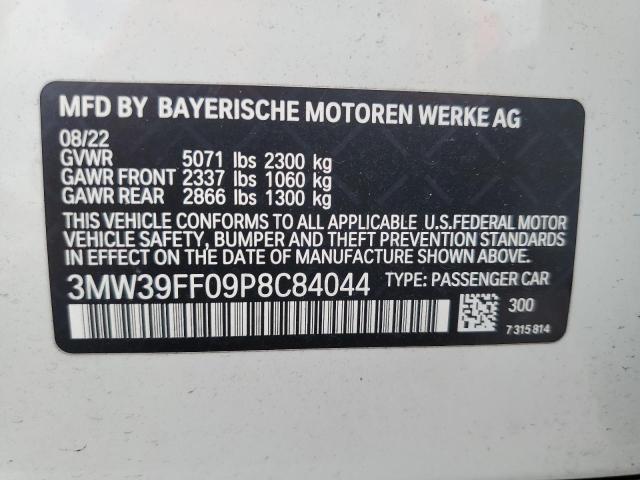 MFD BY BAYERISCHE MOTOREN WERKE AG
08/22
GVWR 5071 lbs 2300 kg
GAWR FRONT 2337 lbs 1060 kg
GAWR REAR 2866 lbs 1300 kg
THIS VEHICLE CONFORMS TO ALL APPLICABLE U.S.FEDERAL MOTOR
VEHICLE SAFETY, BUMPER AND THEFT PREVENTION STANDARDS
IN EFFECT ON THE DATE OF MANUFACTURE SHOWN ABOVE.
3MW39FF09P8C84044 TYPE: PASSENGER CAR
300
7 315 814